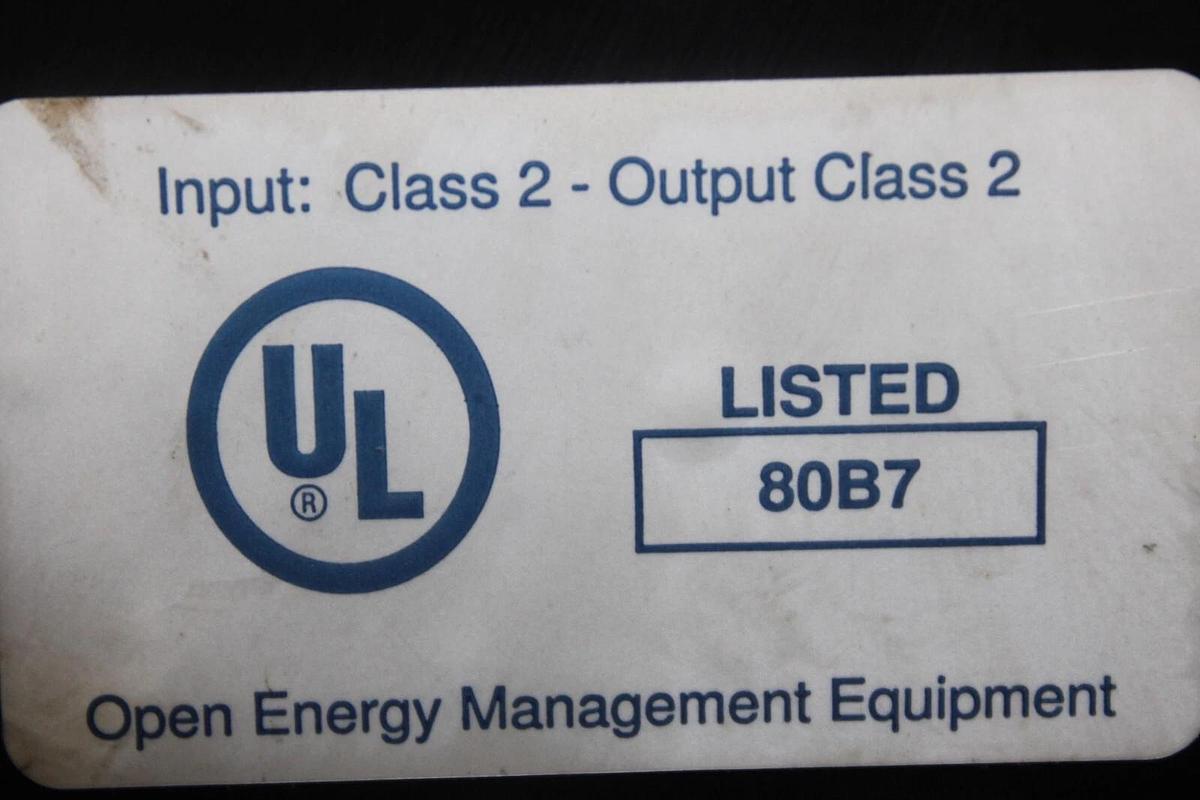 Input: Class 2 - Output Class 2
UL
®
LISTED
80B7
Open Energy Management Equipment